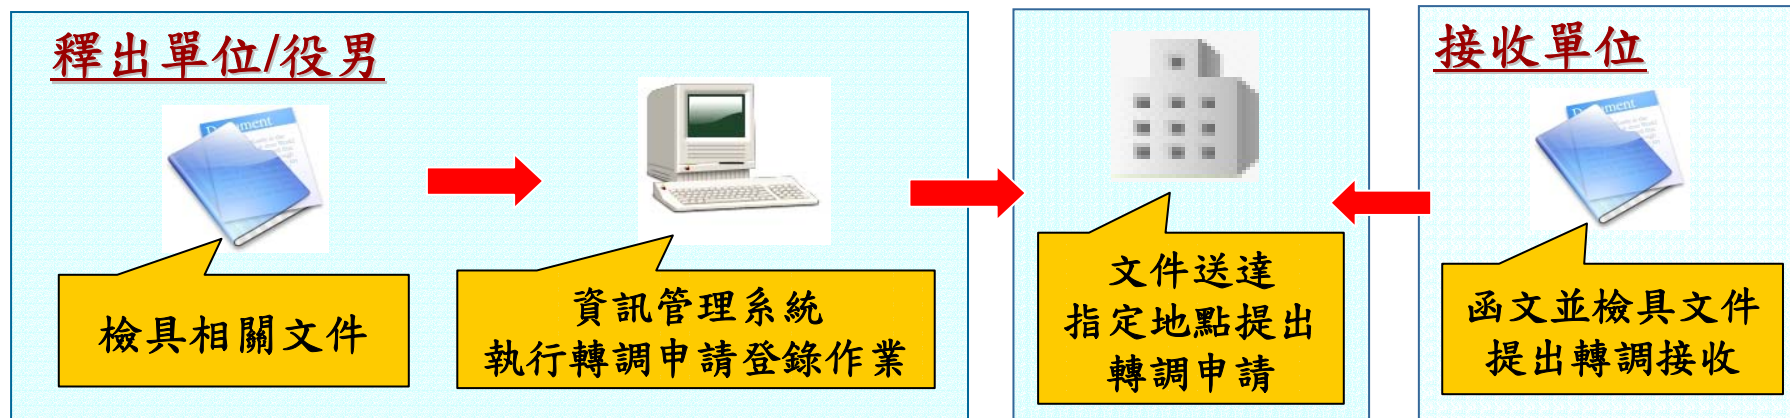 釋出單位/役男
Document
檢具相關文件
資訊管理系統
執行轉調申請登錄作業
文件送達
指定地點提出
轉調申請
接收單位
Document
函文並檢具文件
提出轉調接收